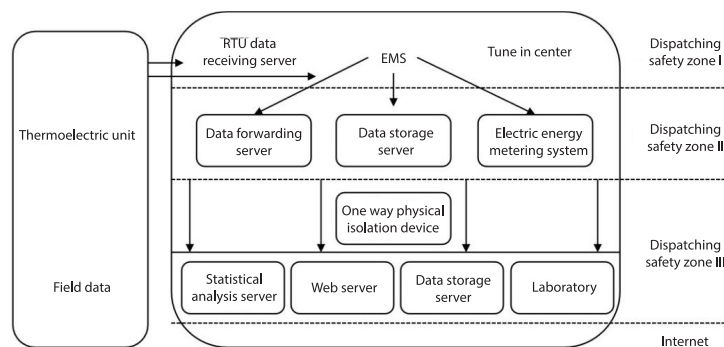 RTU data
receiving server
EMS
Tune in center
Dispatching
safety zone I
Thermoelectric unit
Data forwarding
server
Data storage
server
Electric energy
metering system
Dispatching
safety zone II
One way physical
isolation device
Dispatching
safety zone III
Field data
Statistical
analysis server
Web server
Data storage
server
Laboratory
Internet